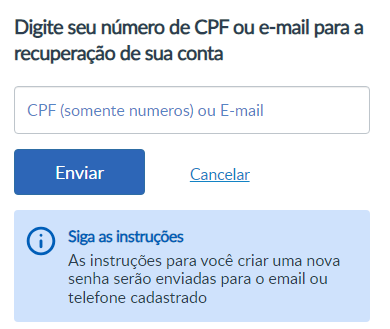 Digite seu número de CPF ou e-mail para a
recuperação de sua conta
CPF (somente numeros) ou E-mail
Enviar
Cancelar
Siga as instruções
As instruções para você criar uma nova
senha serão enviadas para o email ou
telefone cadastrado